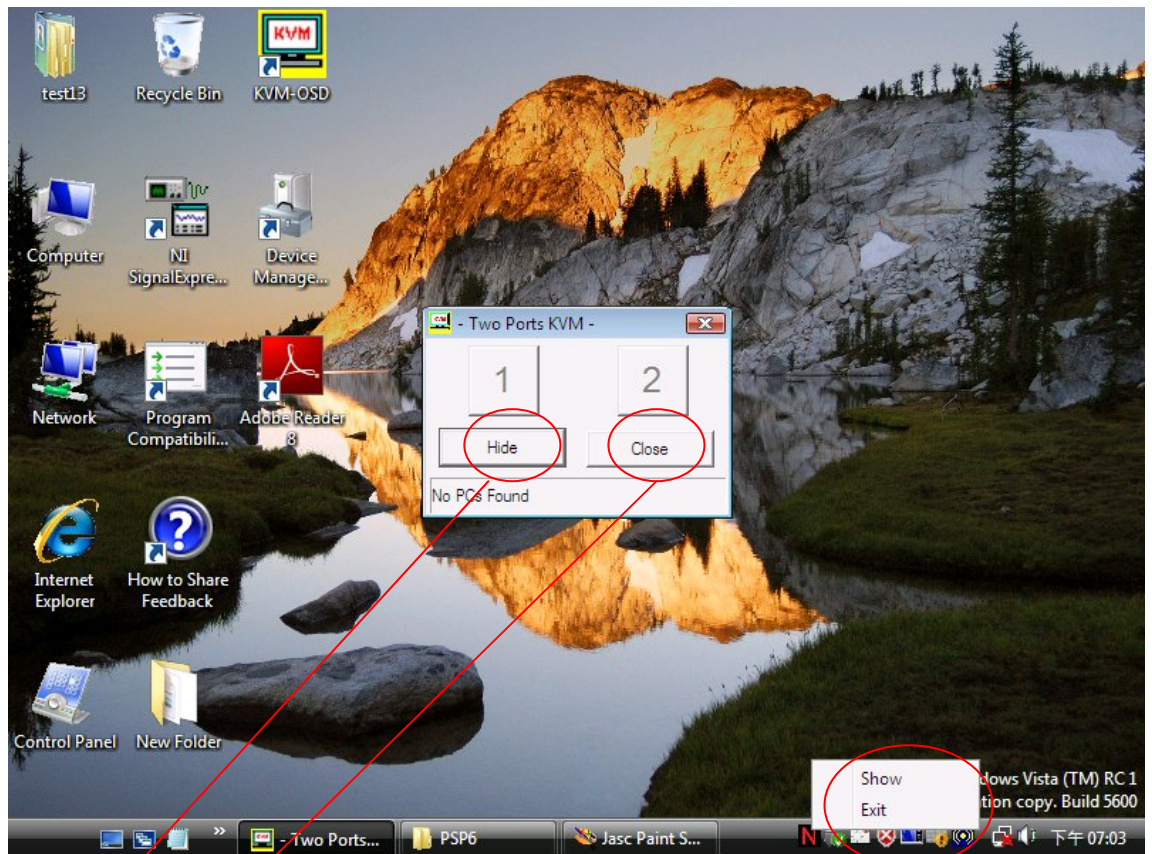 KVM
test13
Recycle Bin
KVM-OSD
Computer
NI
SignalExpre...
Device
Manage...
Network
Program
Compatibili...
Adobe Reader
8
- Two Ports KVM -
1
2
Hide
Close
No PCs Found
Internet
Explorer
How to Share
Feedback
Control Panel
New Folder
Show
Exit
dows Vista (TM) RC 1
tion copy. Build 5600
»
- Two Ports...
PSP6
Jasc Paint S...
N
下午 07:03